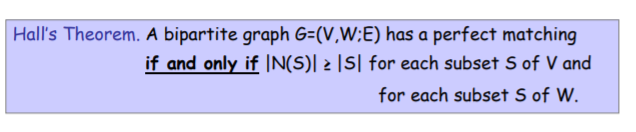 Hall's Theorem. A bipartite graph G=(V,W;E) has a perfect matching
if and only if |N(S)| ≥ |S| for each subset S of V and
for each subset S of W.